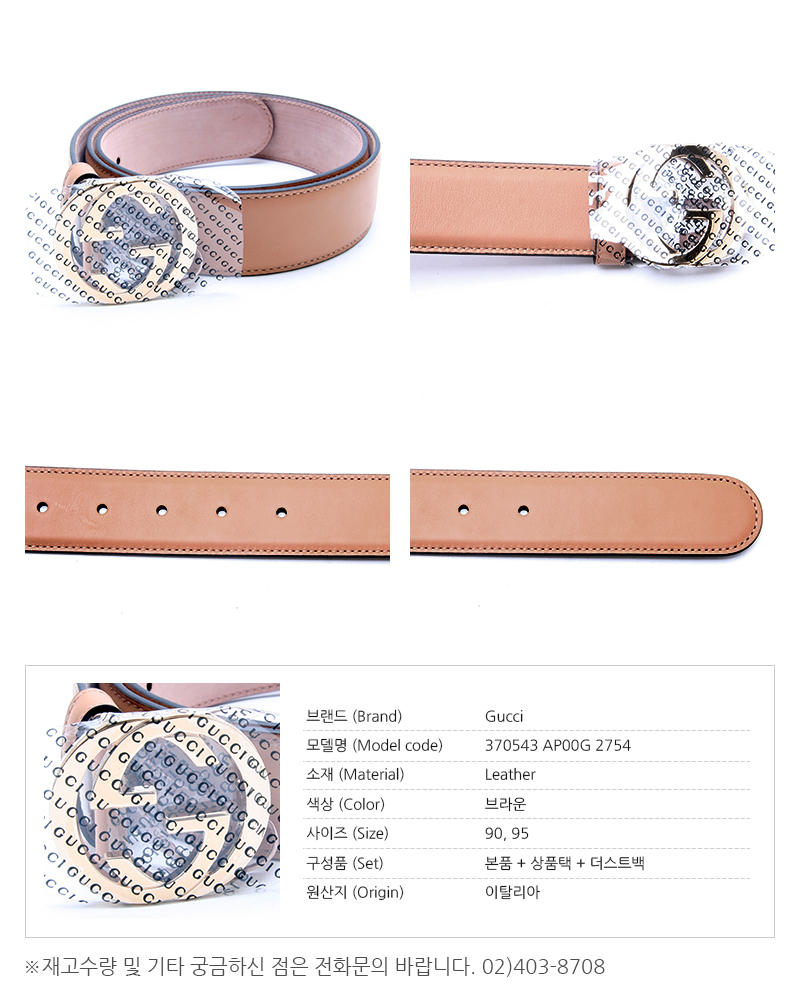 브랜드 (Brand) Gucci
모델명 (Model code) 370543 AP00G 2754
소재 (Material) Leather
색상 (Color) 브라운
사이즈 (Size) 90, 95
구성품 (Set) 본품 + 상품택 + 더스트백
원산지 (Origin) 이탈리아
※재고수량 및 기타 궁금하신 점은 전화문의 바랍니다. 02)403-8708